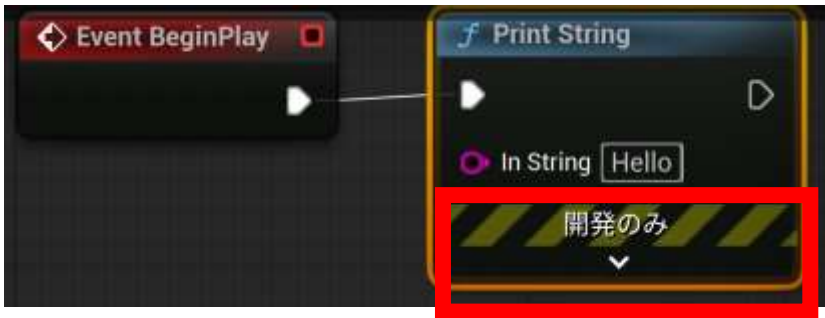 Event BeginPlay
f Print String
In String Hello
開発のみ